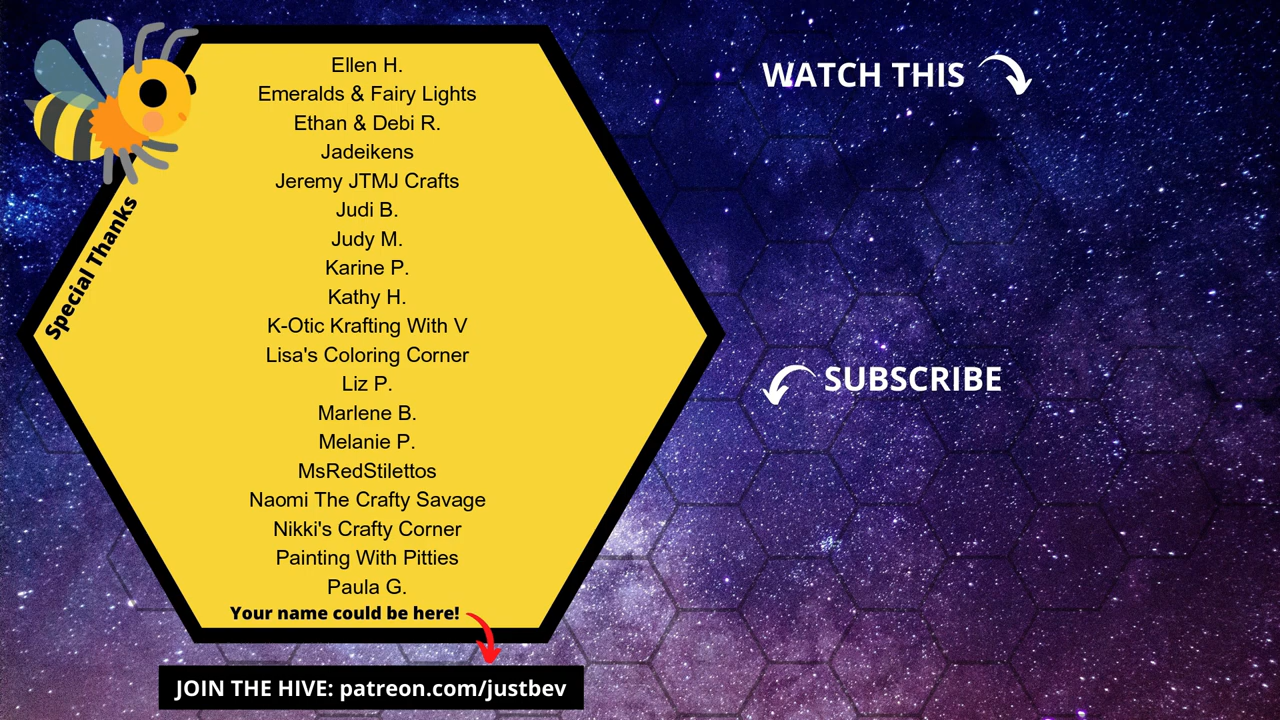 Special Thanks
Ellen H.
Emeralds & Fairy Lights
Ethan & Debi R.
Jadeikens
Jeremy JTMJ Crafts
Judi B.
Judy M.
Karine P.
Kathy H.
K-Otic Krafting With V
Lisa's Coloring Corner
Liz P.
Marlene B.
Melanie P.
MsRedStilettos
Naomi The Crafty Savage
Nikki's Crafty Corner
Painting With Pitties
Paula G.
Your name could be here!
JOIN THE HIVE: patreon.com/justbev
WATCH THIS
SUBSCRIBE